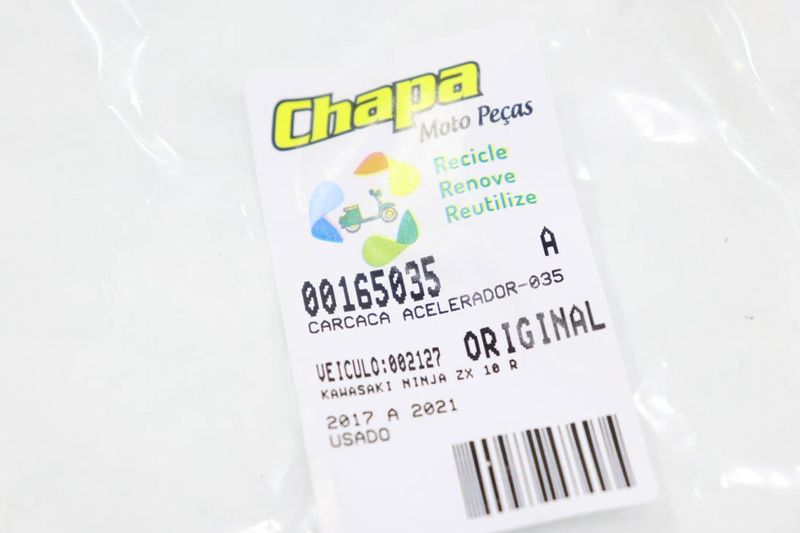 Chapa
Moto Peças
Recicle
Renove
Reutilize
A
00165035
CARCACA ACELERADOR-035
VEICULO:002127 ORIGINAL
KAWASAKI NINJA ZX 10 R
2017 A 2021
USADO